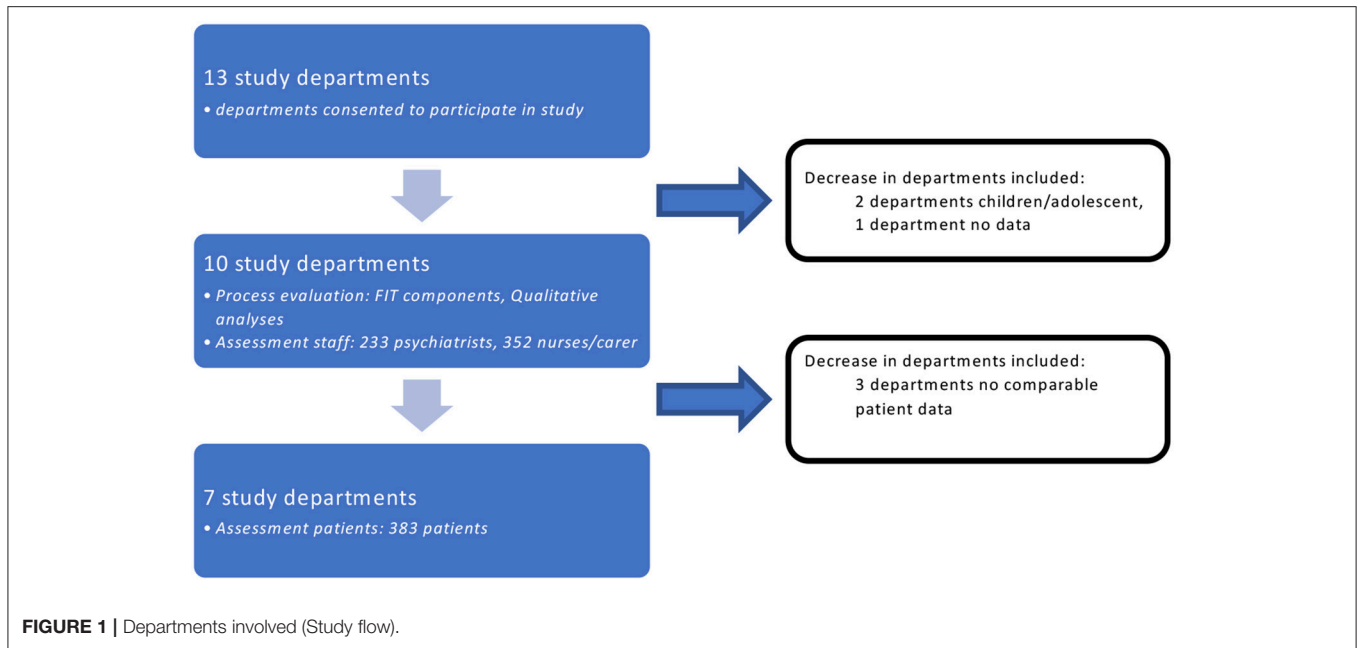 13 study departments
• departments consented to participate in study
Decrease in departments included:
2 departments children/adolescent,
1 department no data
10 study departments
• Process evaluation: FIT components, Qualitative
analyses
• Assessment staff: 233 psychiatrists, 352 nurses/carer
Decrease in departments included:
3 departments no comparable
patient data
7 study departments
• Assessment patients: 383 patients
FIGURE 1 | Departments involved (Study flow).